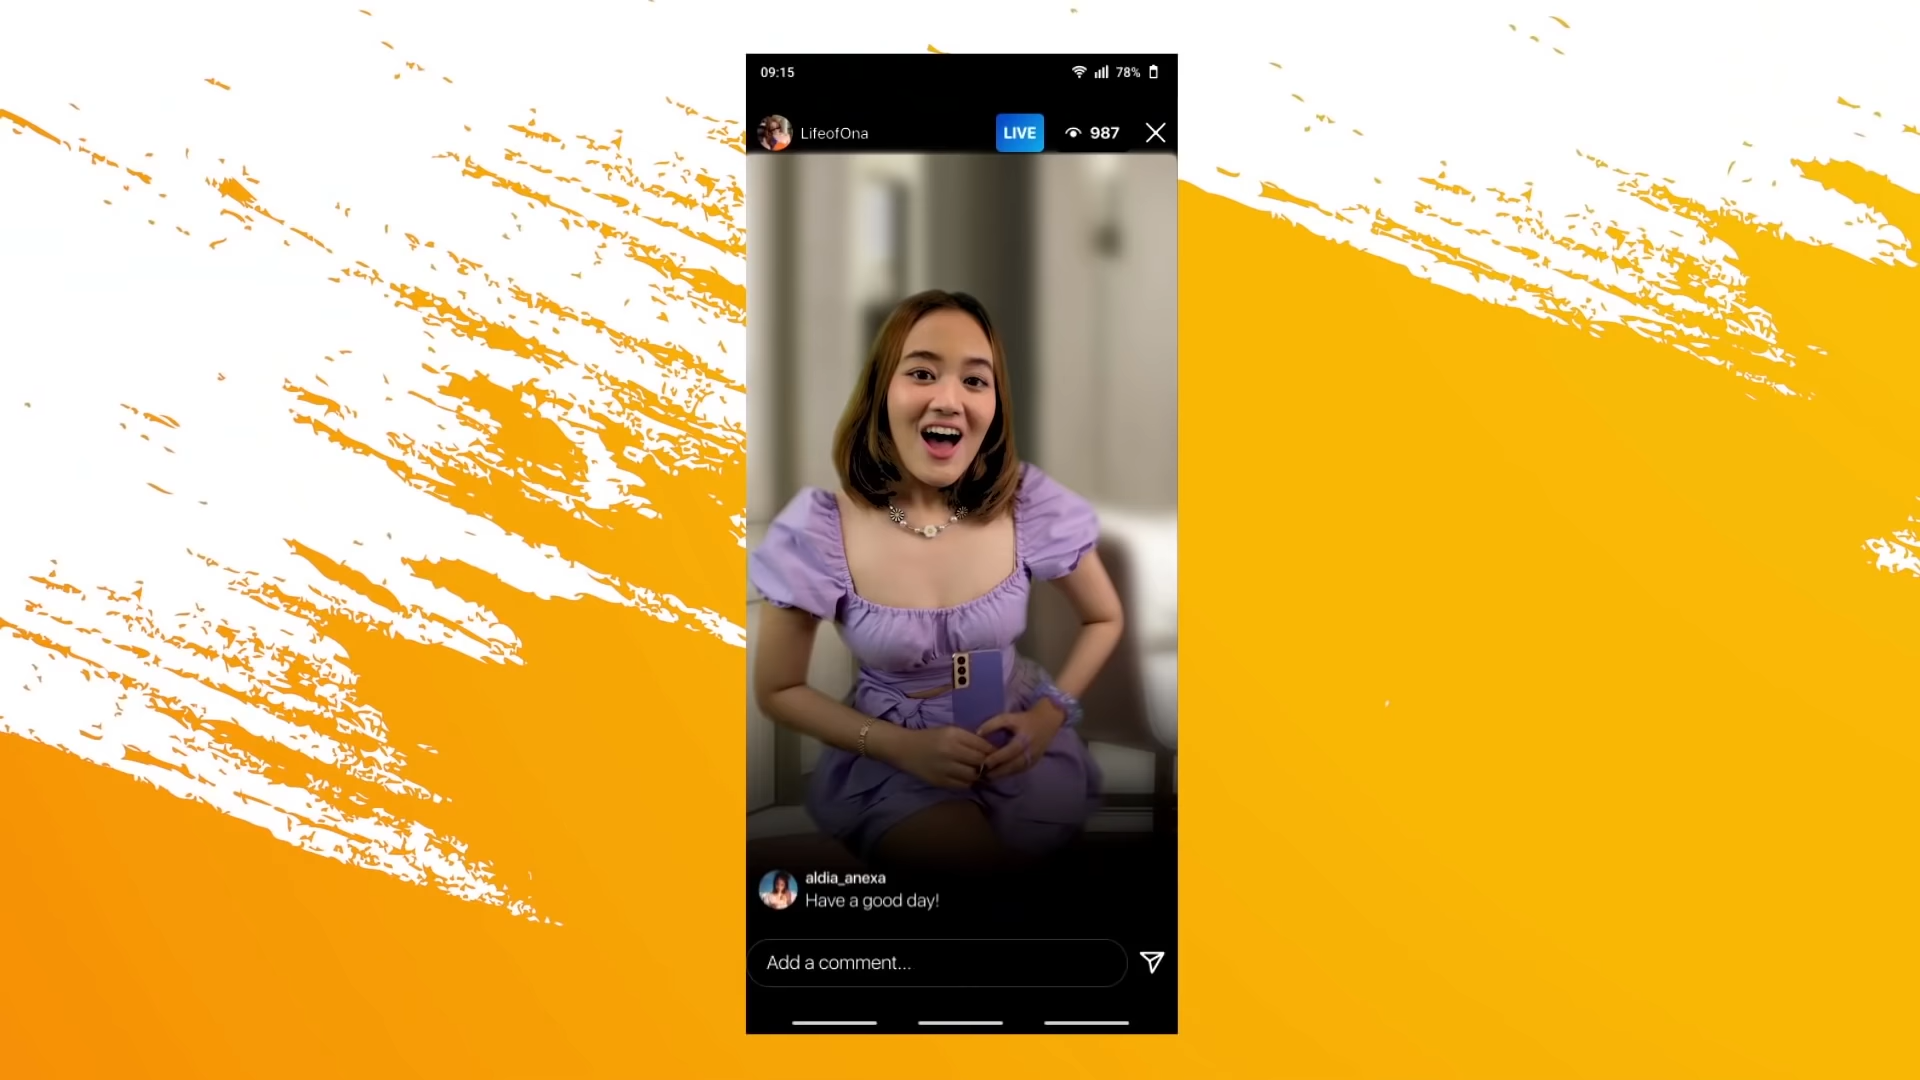 09:15
78%
LifeofOna
LIVE
987
aldia_anexa
Have a good day!
Add a comment...